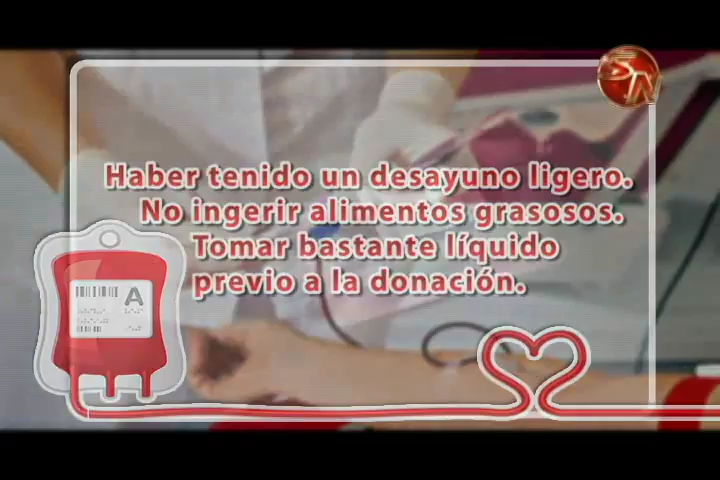 Haber tenido un desayuno ligero.
No ingerir alimentos grasosos.
Tomar bastante líquido
previo a la donación.
A